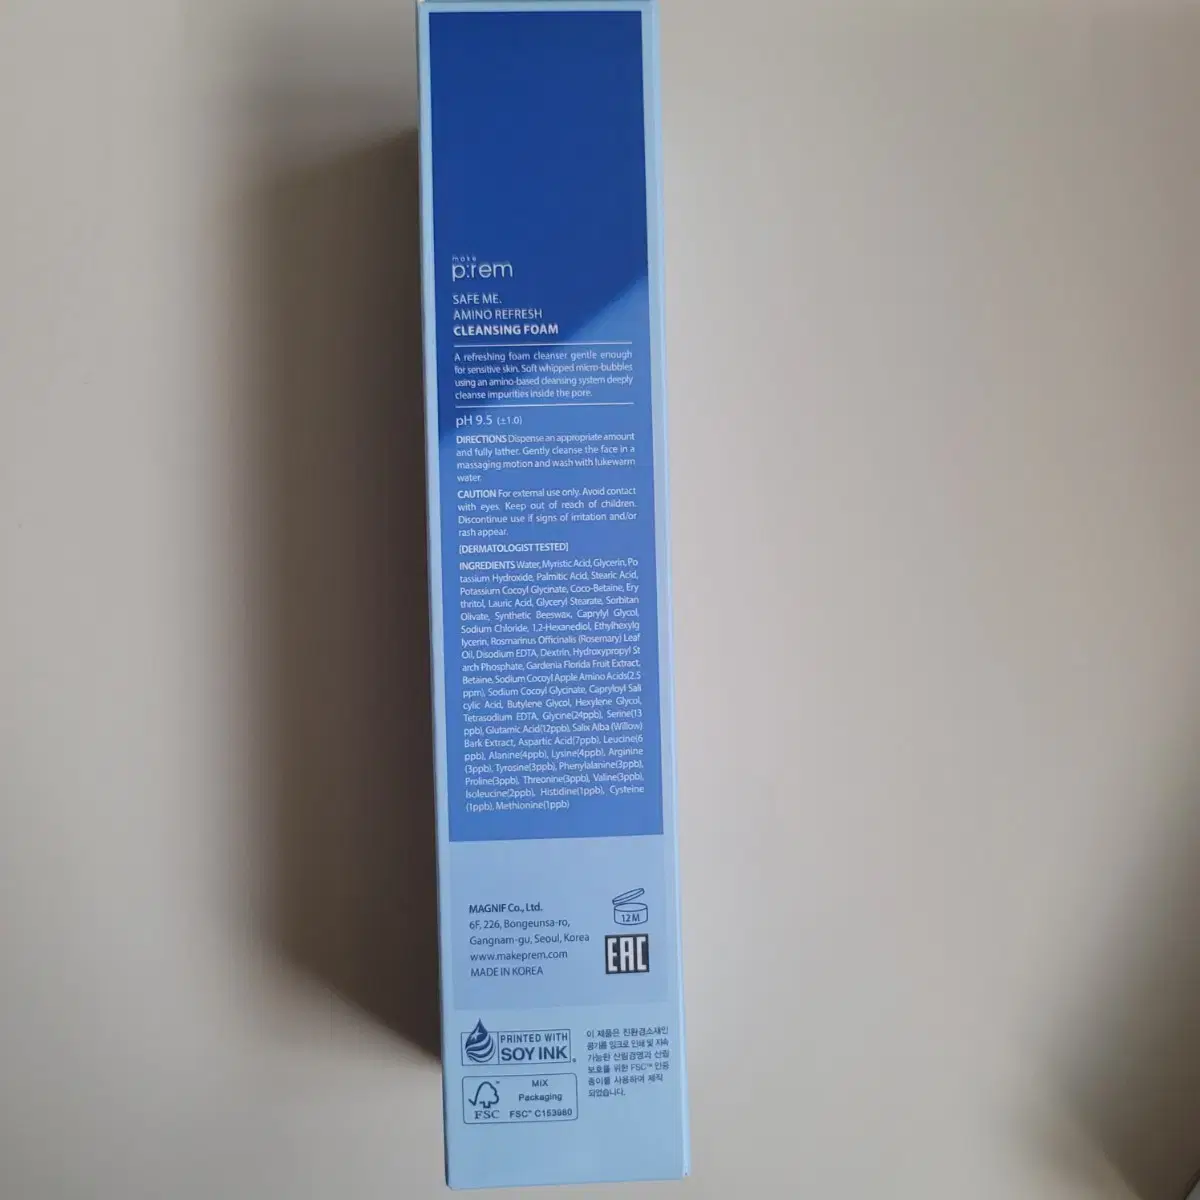 make
p:rem
SAFE ME.
AMINO REFRESH
CLEANSING FOAM
A refreshing foam cleanser gentle enough
for sensitive skin. Soft whipped micro-bubbles
using an amino-based cleansing system deeply
cleanse impurities inside the pore.
pH 9.5 (±1.0)
DIRECTIONS Dispense an appropriate amount
and fully lather. Gently cleanse the face in a
massaging motion and wash with lukewarm
water.
CAUTION For external use only. Avoid contact
with eyes. Keep out of reach of children.
Discontinue use if signs of irritation and/or
rash appear.
[DERMATOLOGIST TESTED]
INGREDIENTS Water, Myristic Acid, Glycerin, Po
tassium Hydroxide, Palmitic Acid, Stearic Acid,
Potassium Cocoyl Glycinate, Coco-Betaine, Ery
thritol, Lauric Acid, Glyceryl Stearate, Sorbitan
Olivate, Synthetic Beeswax, Caprylyl Glycol,
Sodium Chloride, 1,2-Hexanediol, Ethylhexylg
lycerin, Rosmarinus Officinalis (Rosemary) Leaf
Oil, Disodium EDTA, Dextrin, Hydroxypropyl St
arch Phosphate, Gardenia Florida Fruit Extract,
Betaine, Sodium Cocoyl Apple Amino Acids(2.5
ppm), Sodium Cocoyl Glycinate, Capryloyl Sali
cylic Acid, Butylene Glycol, Hexylene Glycol,
Tetrasodium EDTA, Glycine(24ppb), Serine(13
ppb), Glutamic Acid(12ppb), Salix Alba (Willow)
Bark Extract, Aspartic Acid(7ppb), Leucine(6
ppb), Alanine(4ppb), Lysine(4ppb), Arginine
(3ppb), Tyrosine(3ppb), Phenylalanine(3ppb),
Proline(3ppb), Threonine(3ppb), Valine(3ppb),
Isoleucine(2ppb), Histidine(1ppb), Cysteine
(1ppb), Methionine(1ppb)
MAGNIF Co., Ltd.
6F, 226, Bongeunsa-ro,
Gangnam-gu, Seoul, Korea
www.makeprem.com
MADE IN KOREA
12M
EAC
PRINTED WITH
SOY INK
이 제품은 친환경소재인
콩기름 잉크로 인쇄 및 지속
가능한 산림경영과 산림
보호를 위한 FSC™ 인증
종이를 사용하여 제작
되었습니다.
FSC
MIX
Packaging
FSC™ C153980